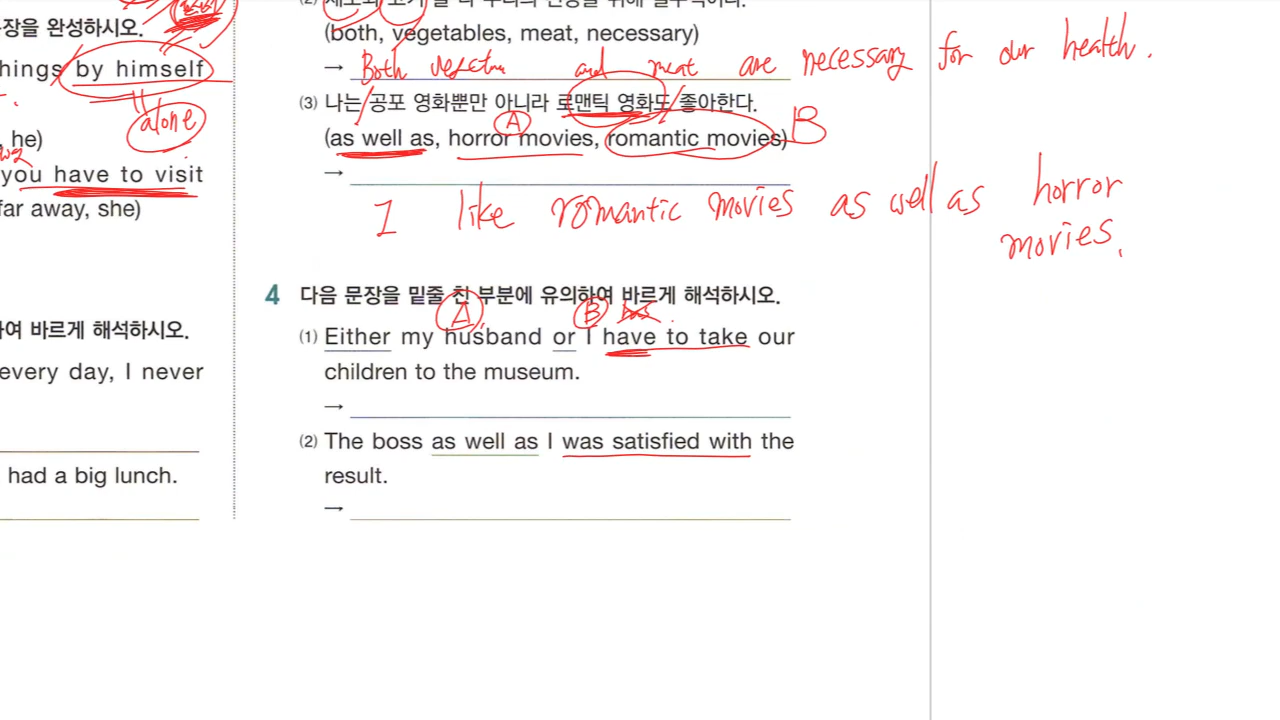 장을 완성하시오.
hings by himself
alone
, he)
you have to visit
far away, she)
여 바르게 해석하시오.
every day, I never
had a big lunch.
(both, vegetables, meat, necessary)
→ Both and meat are necessary for our health.
(3) 나는 공포 영화뿐만 아니라 로맨틱 영화도 좋아한다.
A
(as well as, horror movies, romantic movies) B
→
I like romantic movies as well as horror
movies.
4 다음 문장을 밑줄 친 부분에 유의하여 바르게 해석하시오.
A B
(1) Either my husband or I have to take our
children to the museum.
→
(2) The boss as well as I was satisfied with the
result.
→